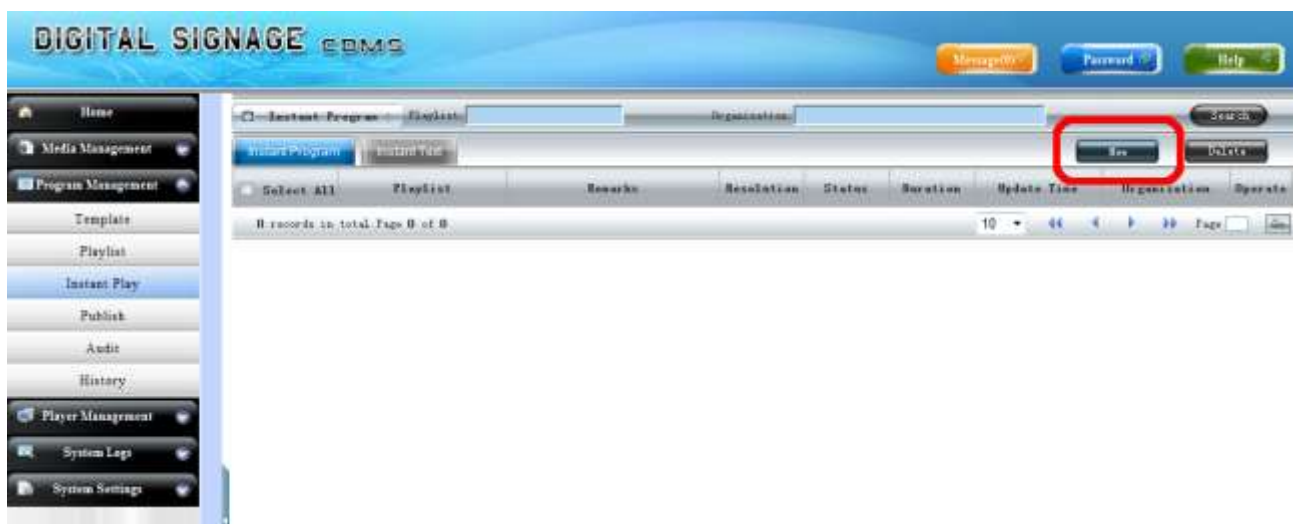 DIGITAL SIGNAGE CDMS
Message(0) Password Help
Home
Media Management
Program Management
Template
Playlist
Instant Play
Publish
Audit
History
Player Management
System Logs
System Settings
Instant Program : Playlist Organization Search
Instant Program Instant Text New Delete
Select All Playlist Remarks Resolution Status Duration Update Time Organization Operate
0 records in total Page 0 of 0 10 Page